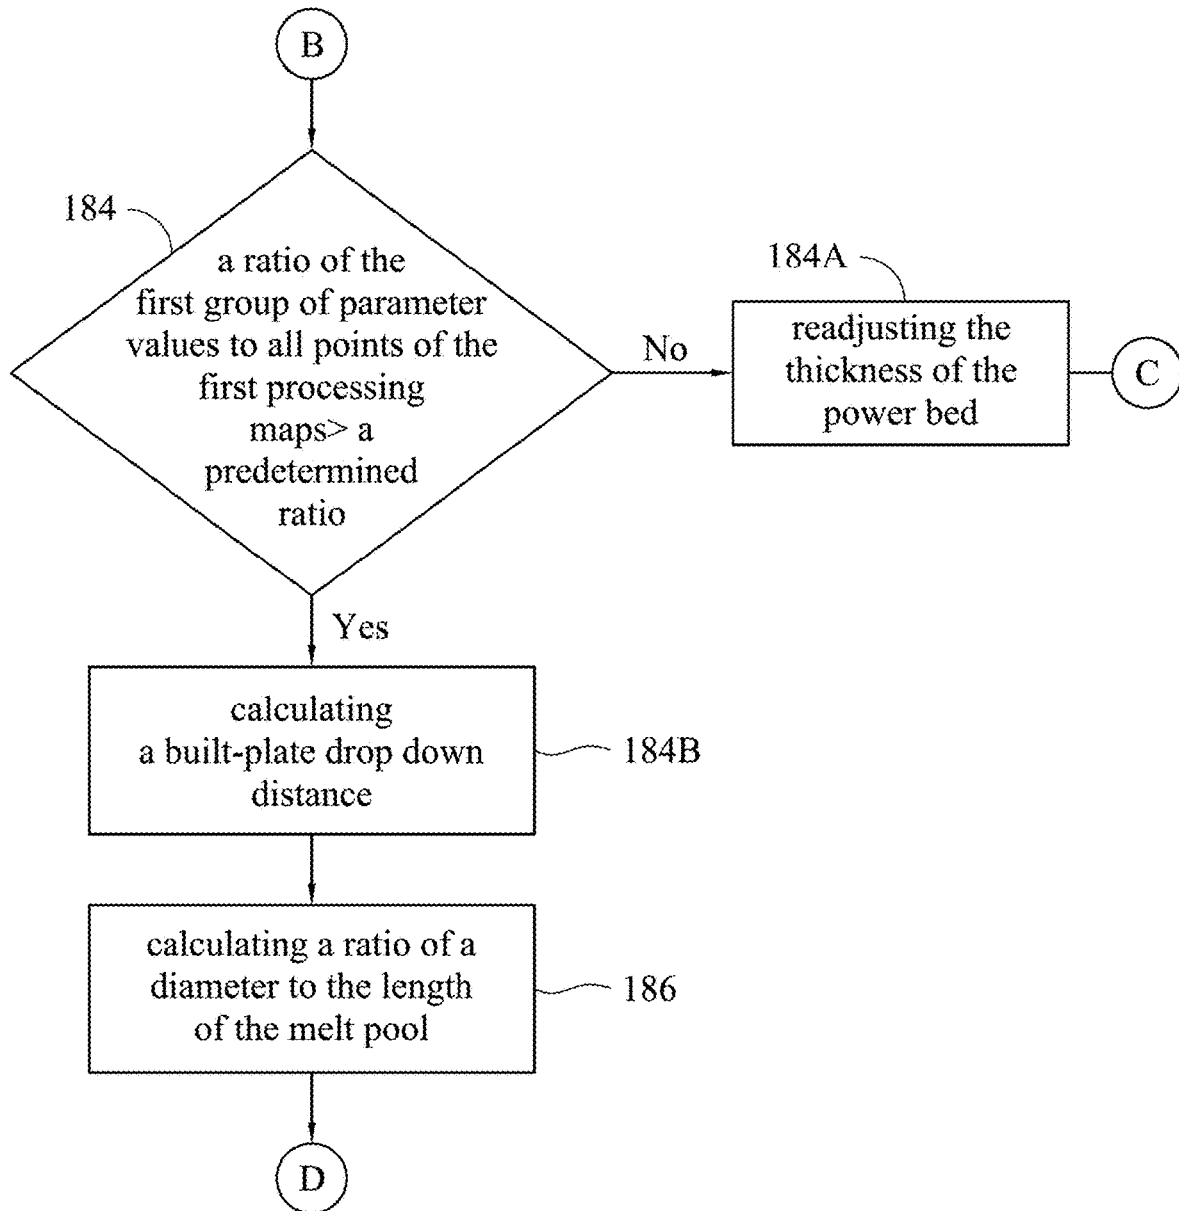 B
184
a ratio of the
first group of parameter
values to all points of the
first processing
maps> a
predetermined
ratio
No
184A
readjusting the
thickness of the
power bed
C
Yes
calculating
a built-plate drop down
distance
184B
calculating a ratio of a
diameter to the length
of the melt pool
186
D